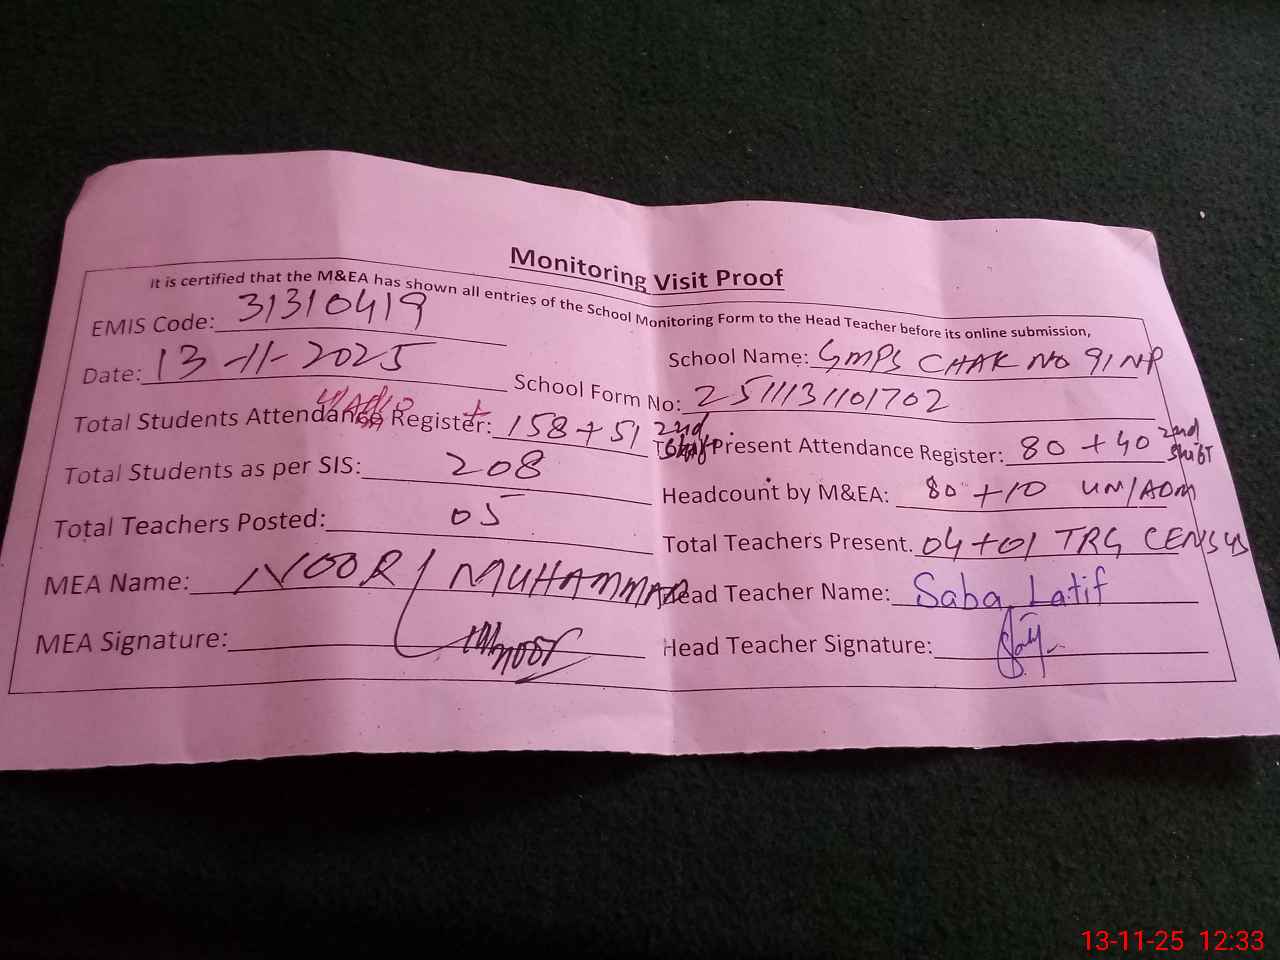 Monitoring Visit Proof
It is certified that the M&EA has shown all entries of the School Monitoring Form to the Head Teacher before its online submission,
EMIS Code: 31310419
School Name: GMPS CHAK NO 91 NP
Date: 13-11-2025
School Form No: 2511131101702
Total Students Attendance Register: 158+51 2nd
Present Attendance Register: 80 + 40 2nd Shift
Total Students as per SIS: 208
Headcount by M&EA: 80 +10 UM/ADM
Total Teachers Posted: 05
Total Teachers Present. 04+01 TRG CENSUS
MEA Name: NOOR MUHAMMAD
Head Teacher Name: Saba Latif
MEA Signature:
Head Teacher Signature:
13-11-25 12:33